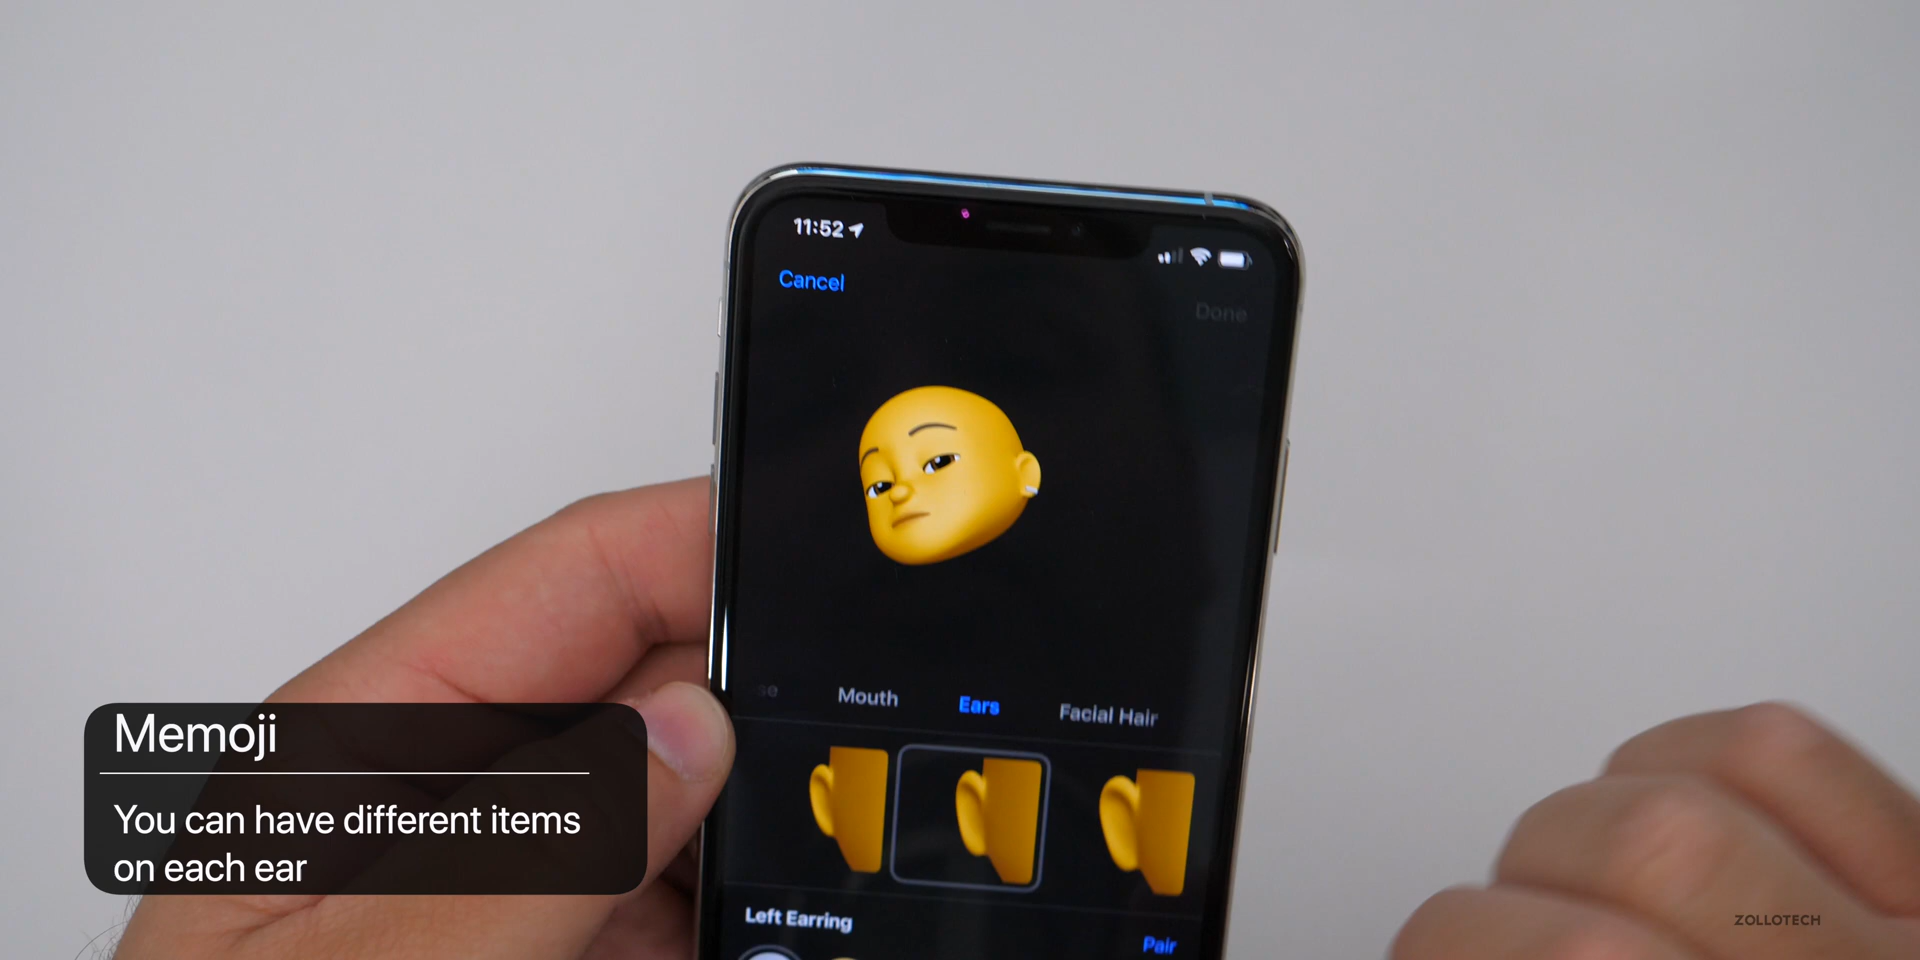 11:52
Cancel
Done
se
Mouth
Ears
Facial Hair
Memoji
You can have different items
on each ear
Left Earring
Pair
ZOLLOTECH